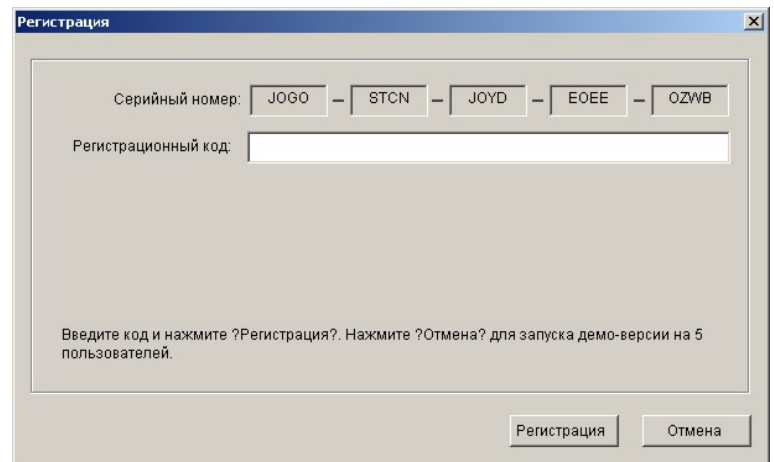 Регистрация
Серийный номер: JOGO – STCN – JOYD – EOEE – OZWB
Регистрационный код:
Введите код и нажмите ?Регистрация?. Нажмите ?Отмена? для запуска демо-версии на 5
пользователей.
Регистрация Отмена